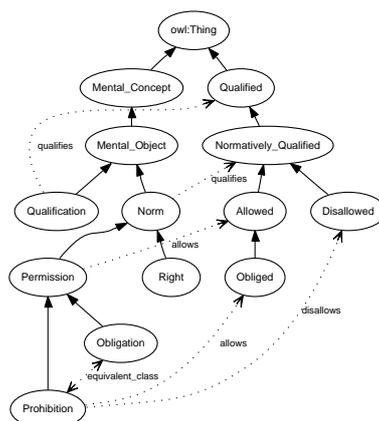 owl:Thing
Mental_Concept
Qualified
qualifies
Mental_Object
Normatively_Qualified
qualifies
Qualification
Norm
Allowed
Disallowed
allows
Permission
Right
Obliged
disallows
Obligation
allows
equivalent_class
Prohibition